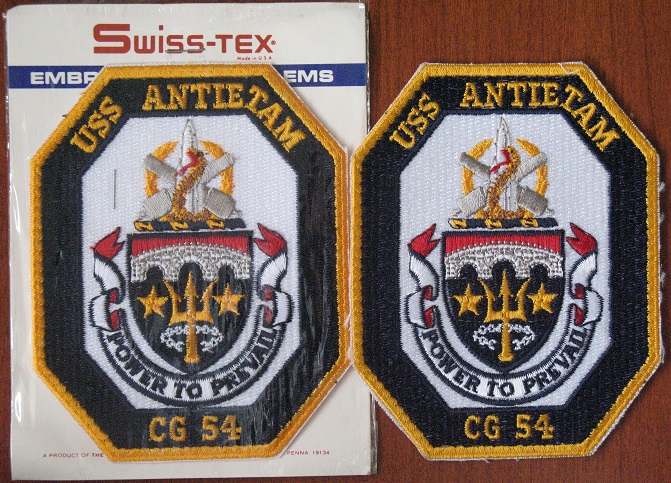 SWISS-TEX®
Made in U.S.A.
EMBR EMS
USS ANTIETAM
POWER TO PREVAIL
CG 54
A PRODUCT OF THE PENNA 19134
USS ANTIETAM
POWER TO PREVAIL
CG 54